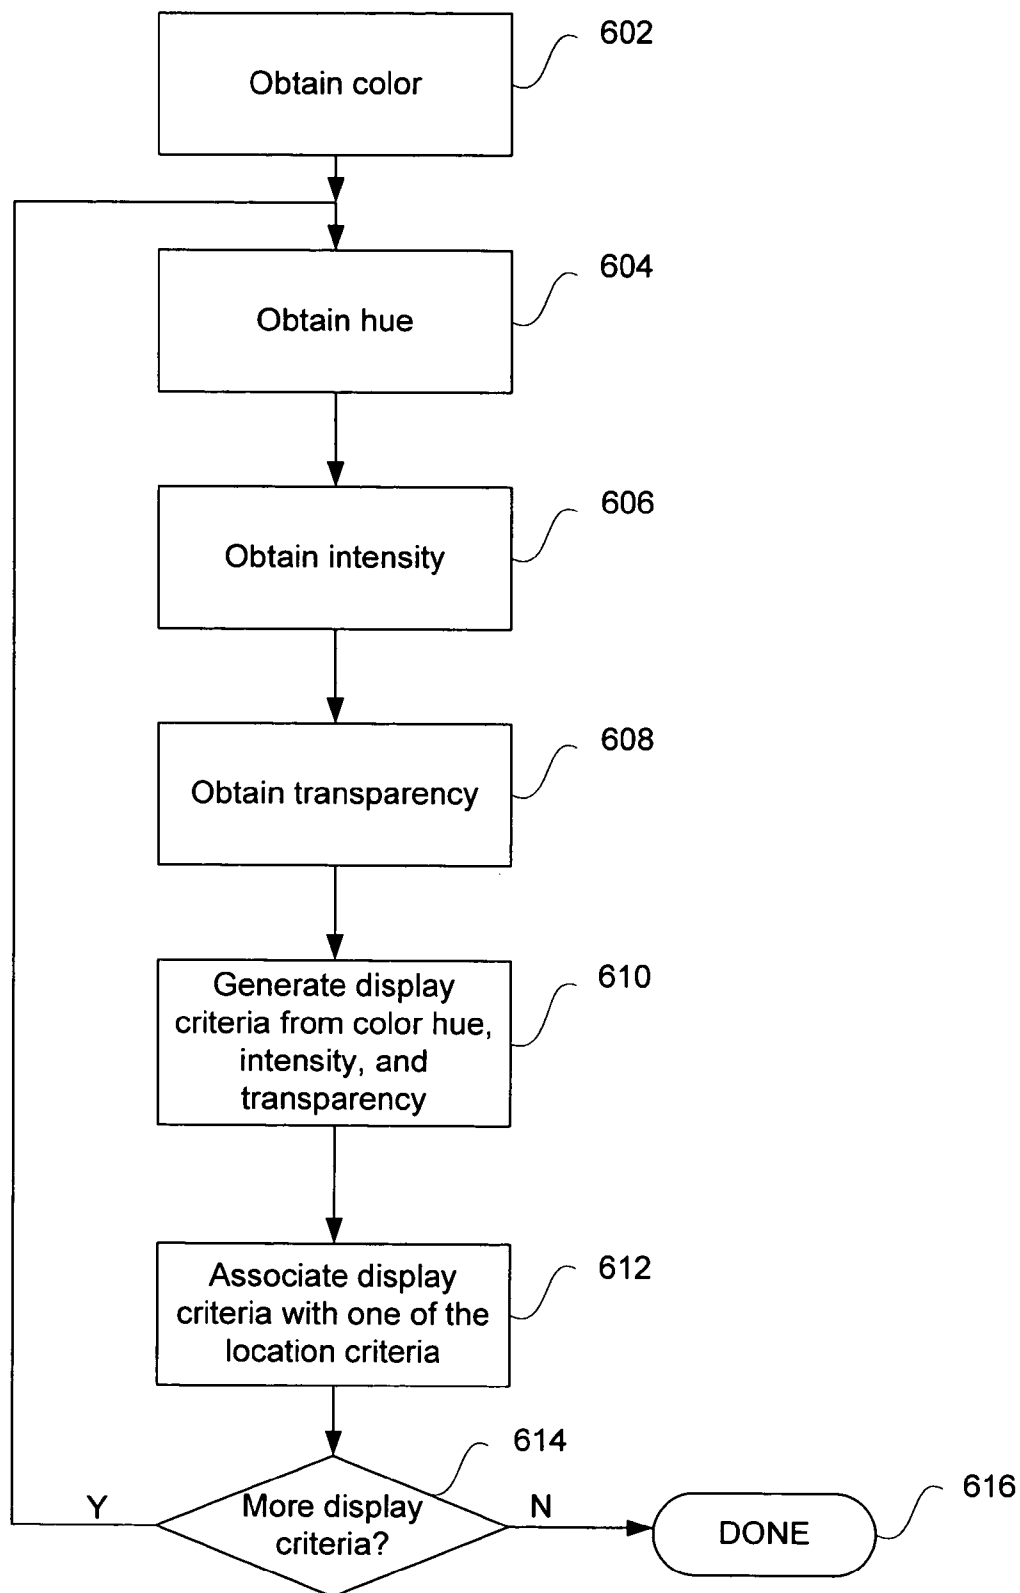 Obtain color
602
Obtain hue
604
Obtain intensity
606
Obtain transparency
608
Generate display
criteria from color hue,
intensity, and
transparency
610
Associate display
criteria with one of the
location criteria
612
614
More display
criteria?
Y
N
DONE
616